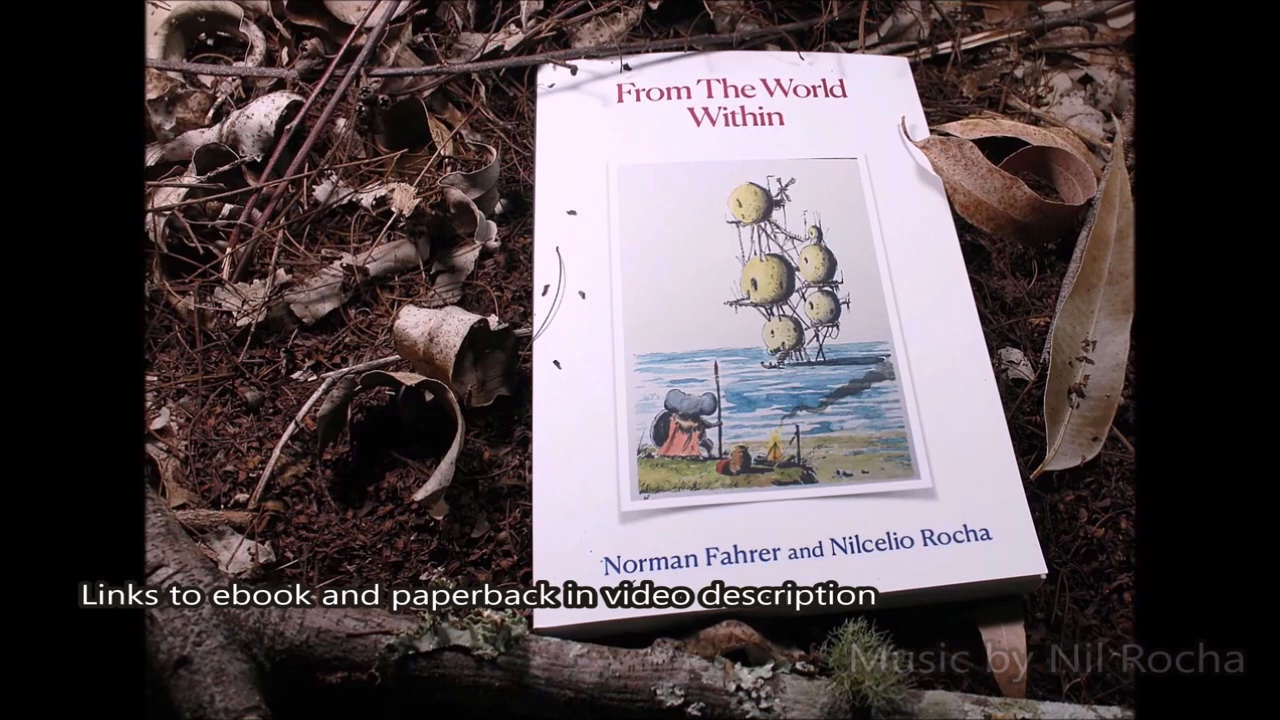 From The World
Within
Norman Fahrer and Nilcelio Rocha
Links to ebook and paperback in video description
Music by Nil Rocha